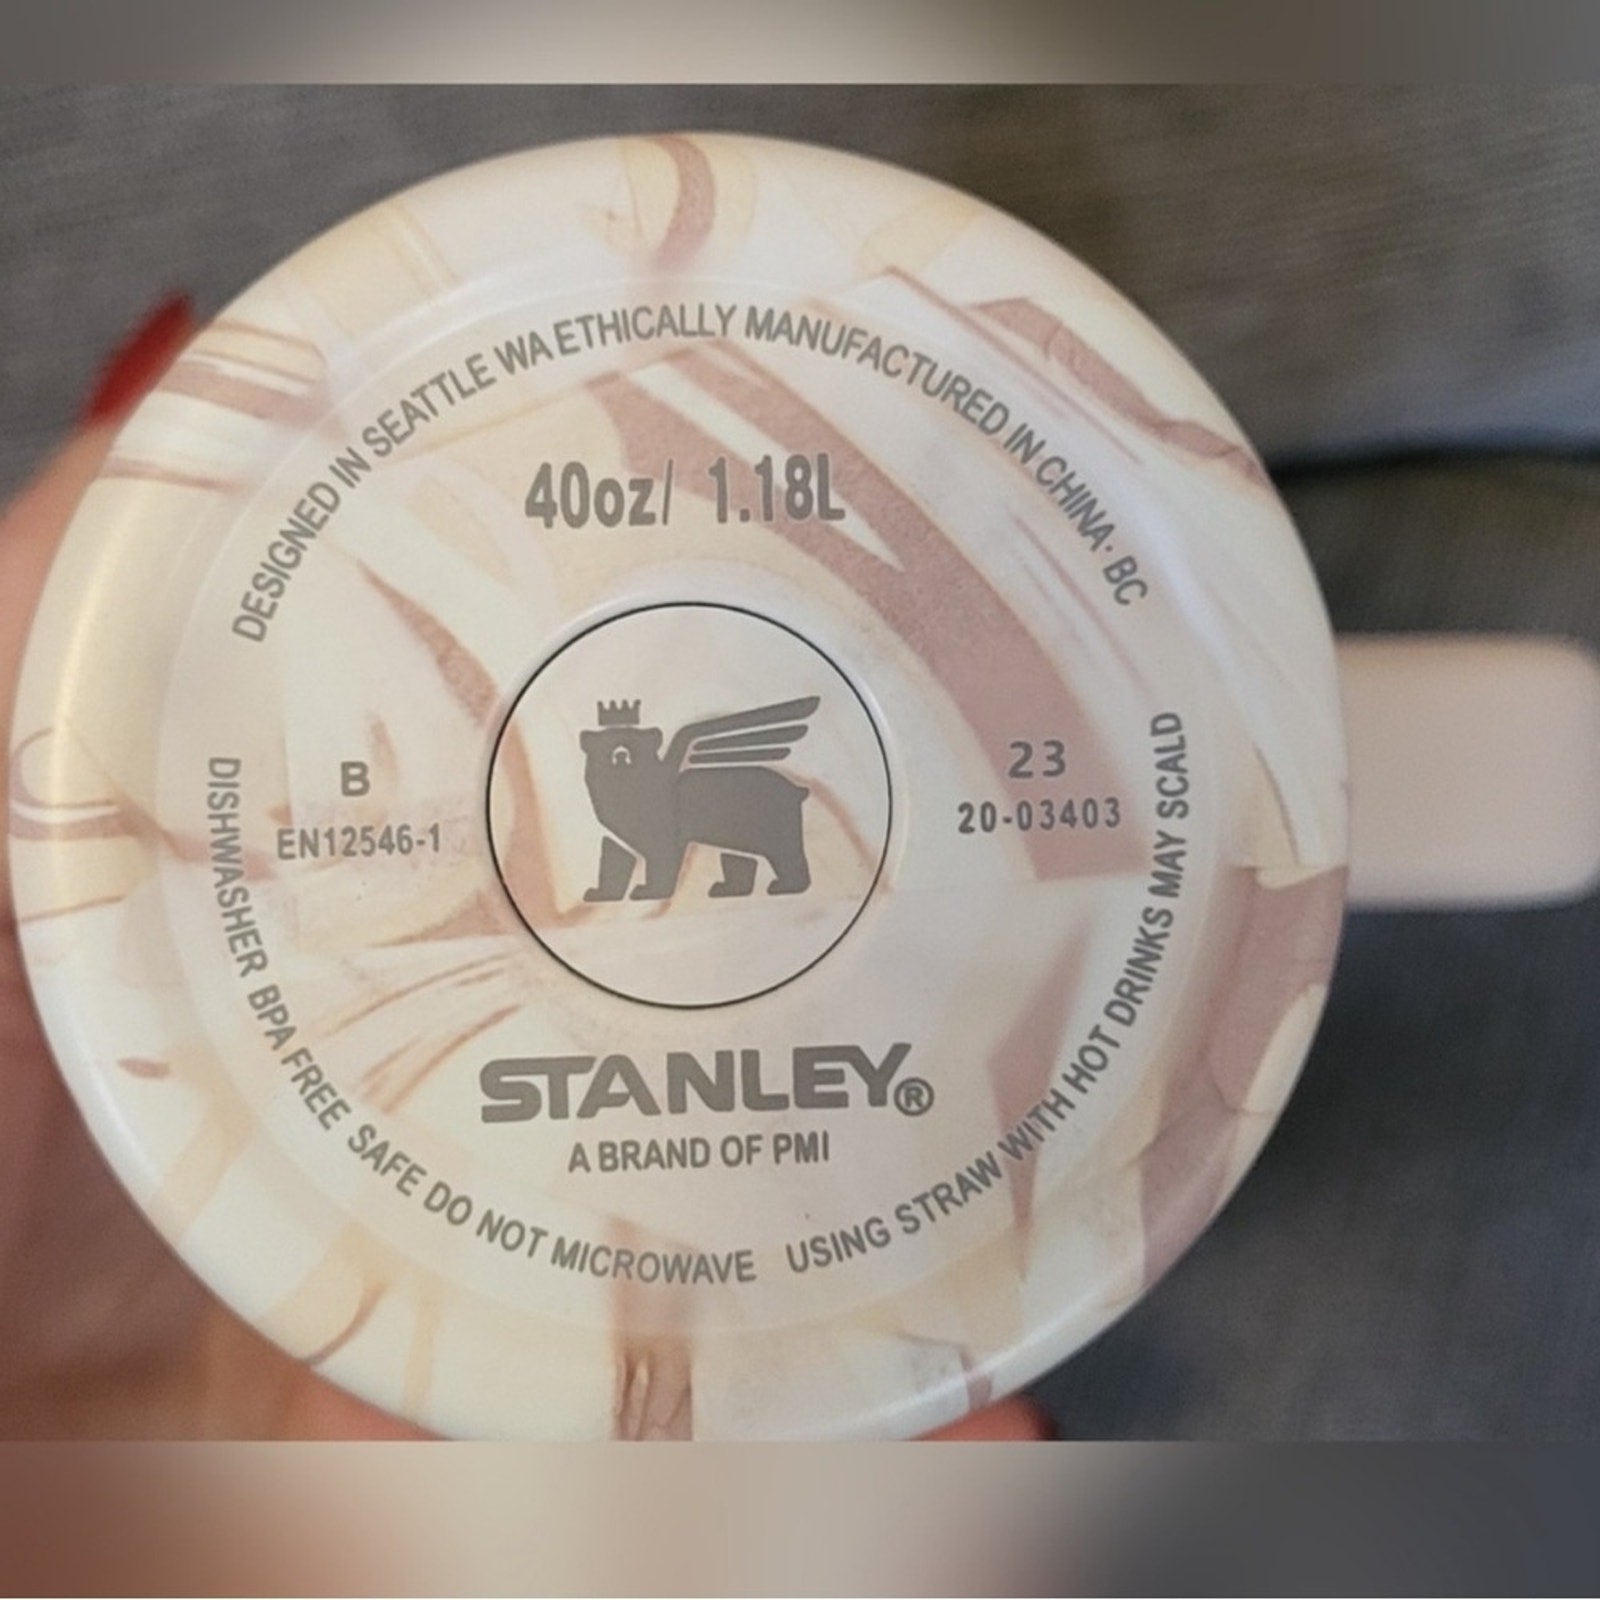 DESIGNED IN SEATTLE WA ETHICALLY MANUFACTURED IN CHINA · BC
40oz/ 1.18L
B
EN12546-1
23
20-03403
STANLEY®
A BRAND OF PMI
DISHWASHER BPA FREE SAFE DO NOT MICROWAVE USING STRAW WITH HOT DRINKS MAY SCALD